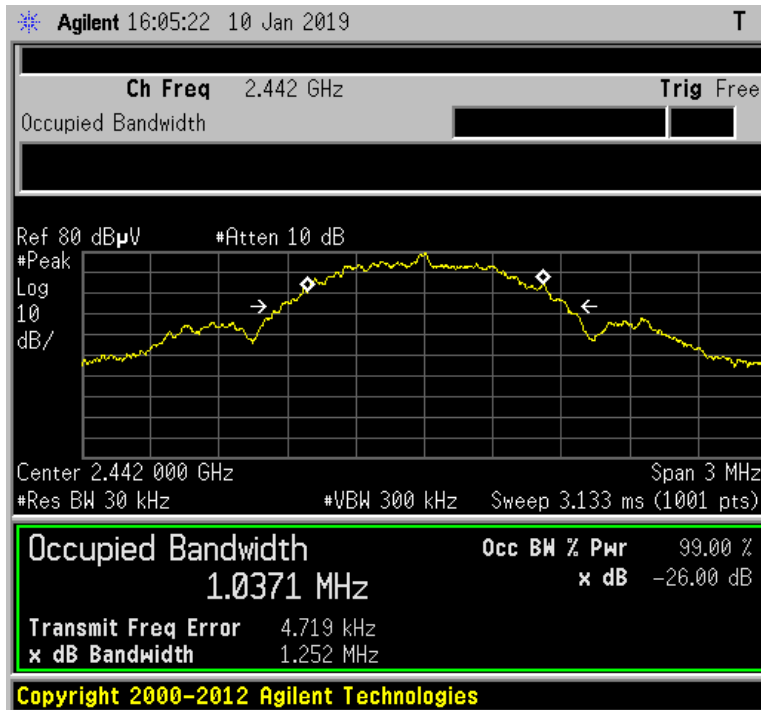 Agilent 16:05:22 10 Jan 2019 T
Ch Freq 2.442 GHz Trig Free
Occupied Bandwidth
Ref 80 dBµV #Atten 10 dB
#Peak
Log
10
dB/
Center 2.442 000 GHz Span 3 MHz
#Res BW 30 kHz #VBW 300 kHz Sweep 3.133 ms (1001 pts)
Occupied Bandwidth Occ BW % Pwr 99.00 %
1.0371 MHz x dB -26.00 dB
Transmit Freq Error 4.719 kHz
x dB Bandwidth 1.252 MHz
Copyright 2000-2012 Agilent Technologies